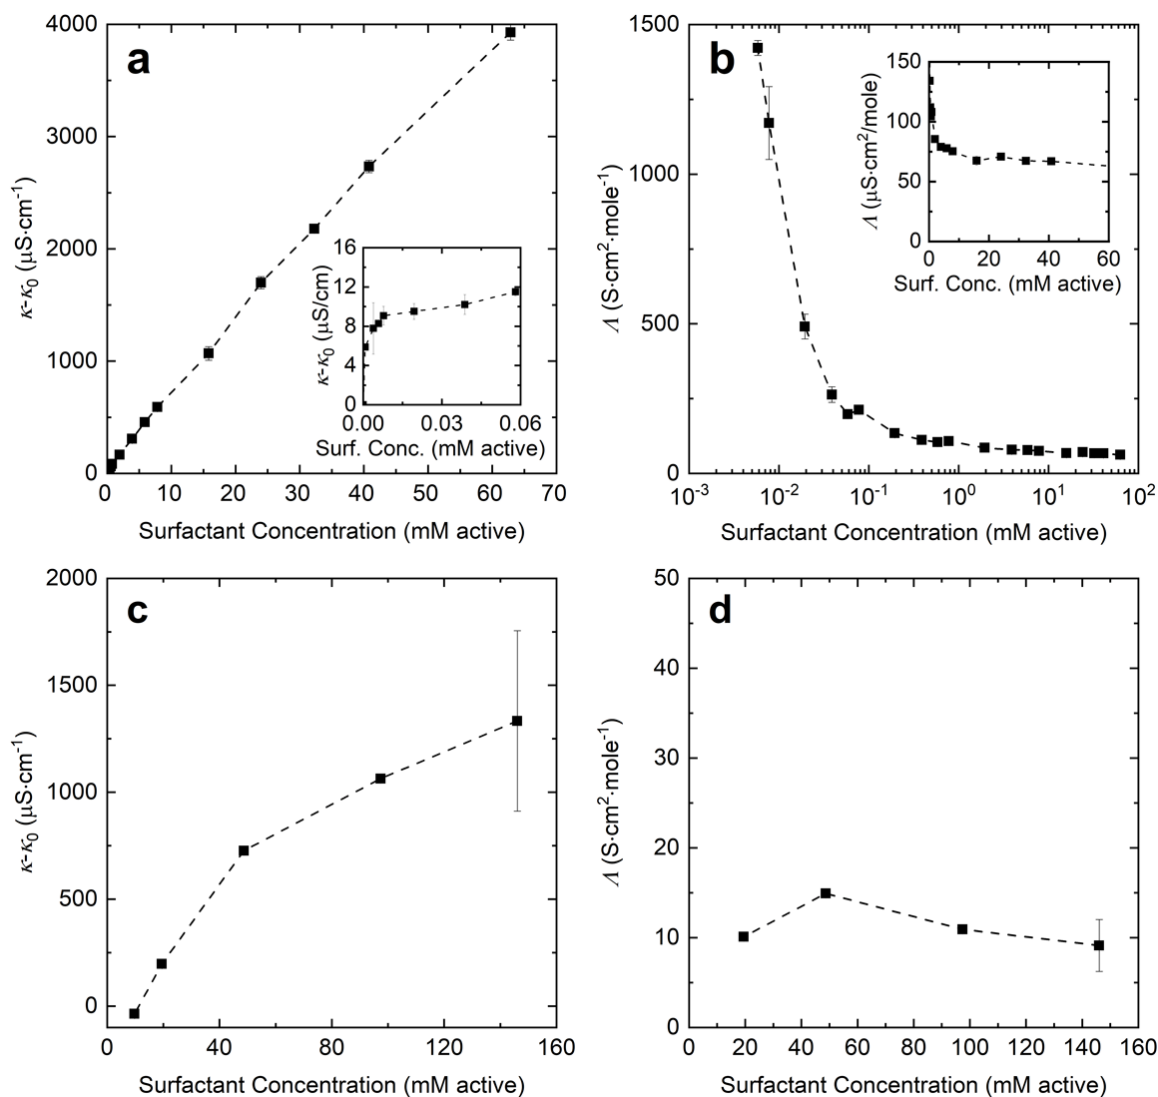 a
4000
3000
2000
1000
0
κ-κ0 (μS·cm-1)
0 10 20 30 40 50 60 70
Surfactant Concentration (mM active)
16
12
8
4
0
κ-κ0 (μS/cm)
0.00 0.03 0.06
Surf. Conc. (mM active)
b
1500
1000
500
0
Λ (S·cm2·mole-1)
10-3 10-2 10-1 100 101 102
Surfactant Concentration (mM active)
150
100
50
0
Λ (μS·cm2/mole)
0 20 40 60
Surf. Conc. (mM active)
c
2000
1500
1000
500
0
κ-κ0 (μS·cm-1)
0 40 80 120 160
Surfactant Concentration (mM active)
d
50
40
30
20
10
0
Λ (S·cm2·mole-1)
0 20 40 60 80 100 120 140 160
Surfactant Concentration (mM active)